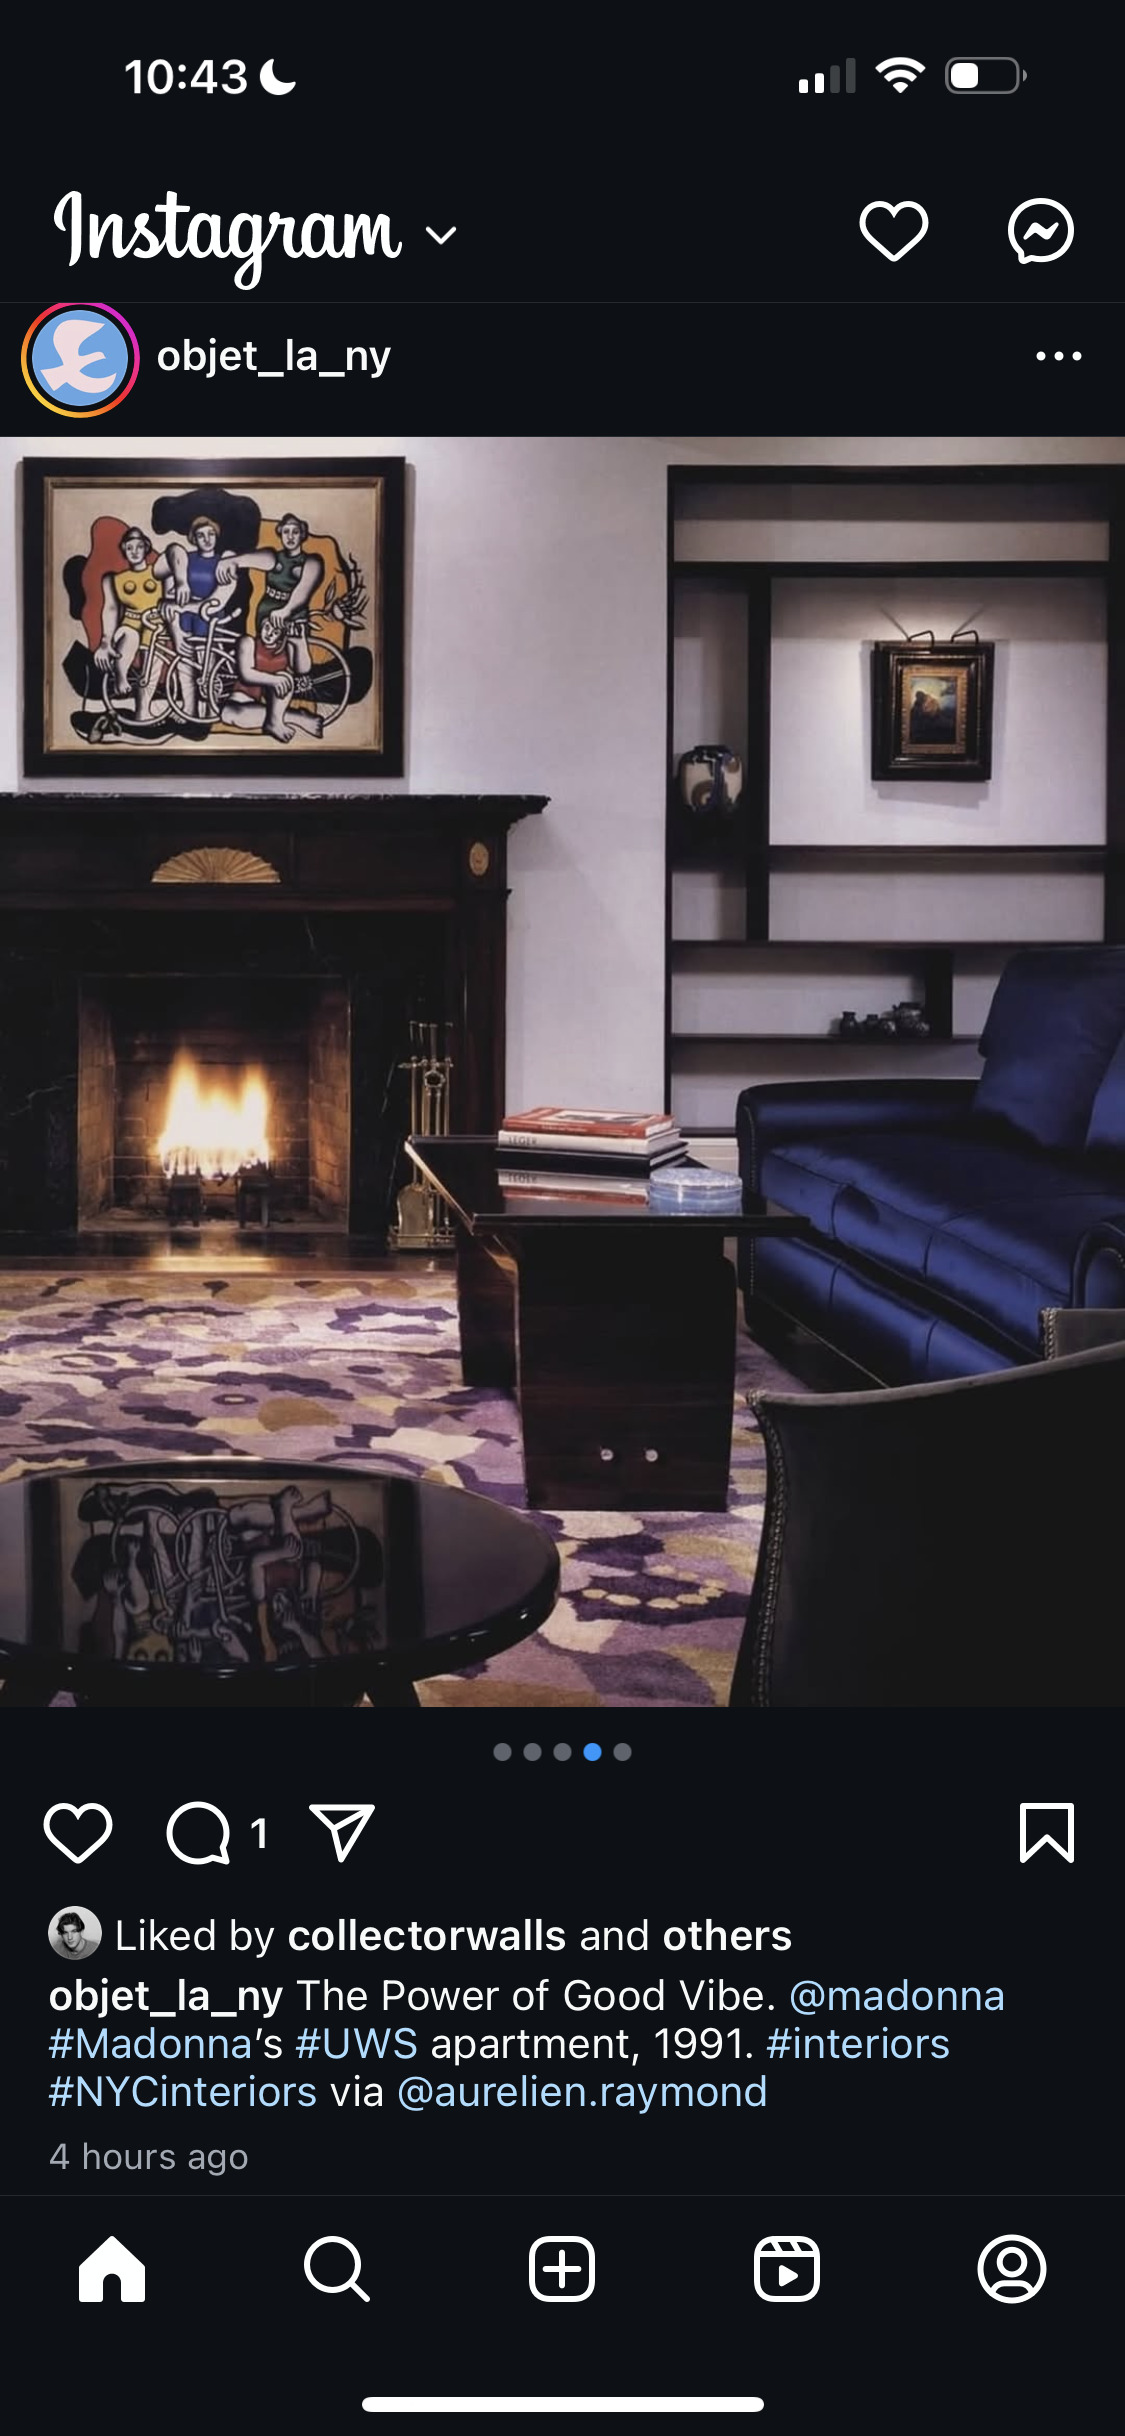 10:43
Instagram
objet_la_ny
LEGER
1
Liked by collectorwalls and others
objet_la_ny The Power of Good Vibe. @madonna
#Madonna’s #UWS apartment, 1991. #interiors
#NYCinteriors via @aurelien.raymond
4 hours ago